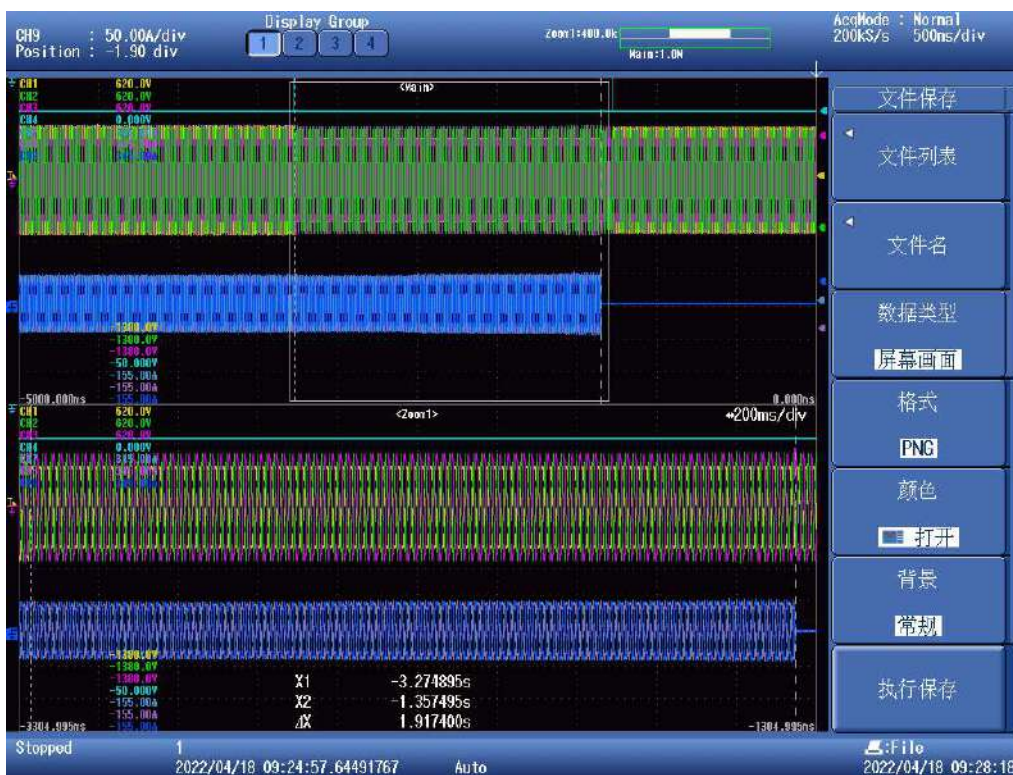 CH9 : 50.00A/div
Position : -1.90 div
Display Group
1 2 3 4
Zoom1:400.0k
Main:1.0M
AcqMode : Normal
200kS/s 500ms/div
CH1 620.0V
CH2 620.0V
CH3 620.0V
CH4 0.000V
<Main>
-1380.0V
-1380.0V
-1380.0V
-50.000V
-155.00A
-155.00A
-155.00A
-5000.000ms
0.000ns
CH1 620.0V
CH2 620.0V
CH3 620.0V
CH4 0.000V
<Zoom1>
↔200ms/div
-1380.0V
-1380.0V
-1380.0V
-50.000V
-155.00A
-155.00A
-155.00A
X1 -3.274895s
X2 -1.357495s
⊿X 1.917400s
-3304.995ms
-1304.995ms
Stopped
1
2022/04/18 09:24:57.64491767
Auto
文件保存
文件列表
文件名
数据类型
屏幕画面
格式
PNG
颜色
打开
背景
常规
执行保存
:File
2022/04/18 09:28:18